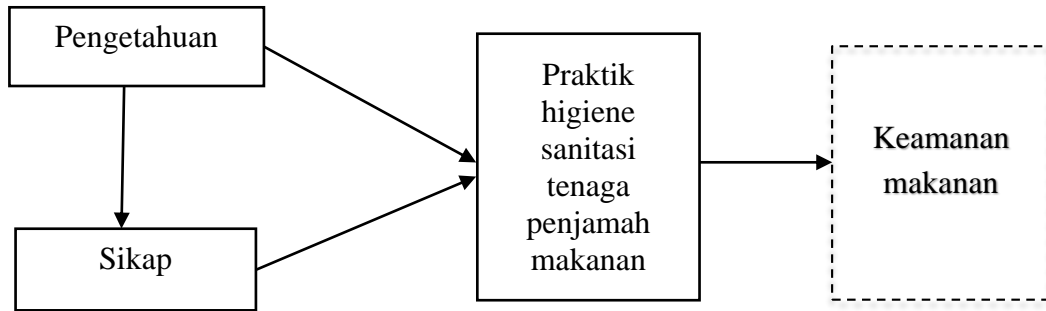 Pengetahuan
Sikap
Praktik
higiene
sanitasi
tenaga
penjamah
makanan
Keamanan
makanan